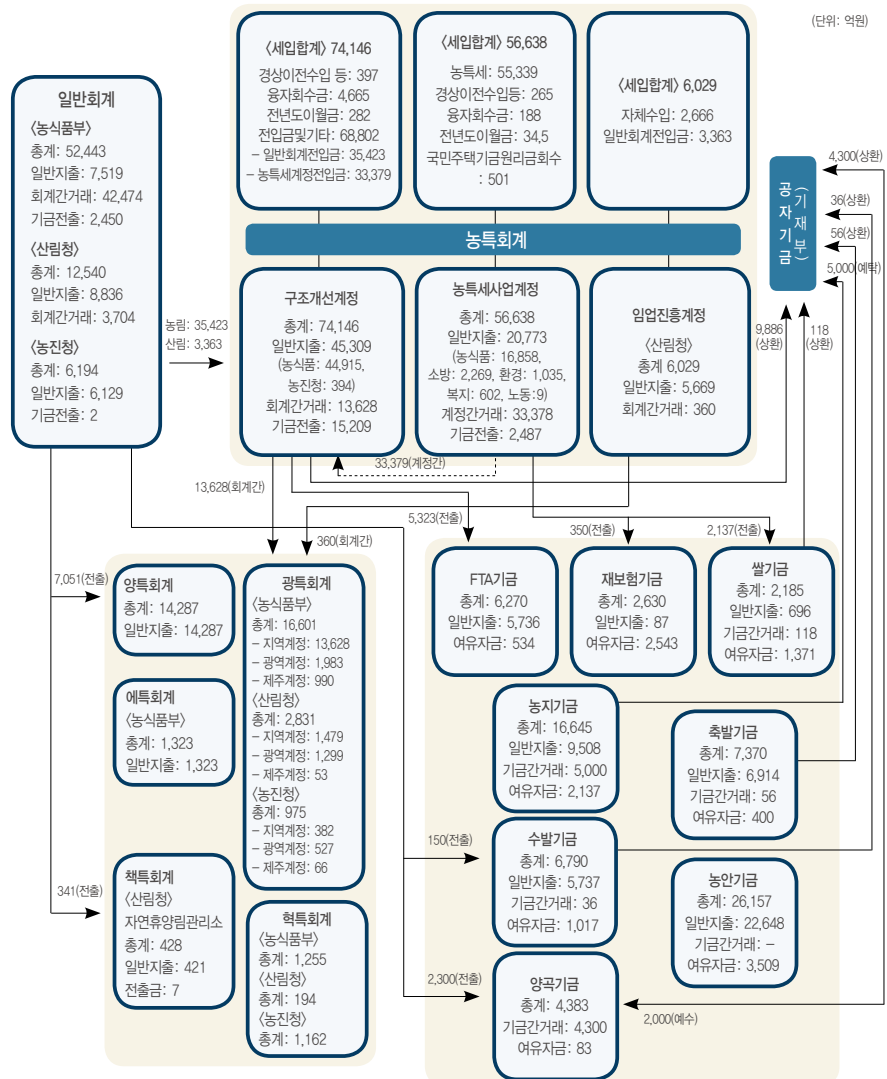 (단위: 억원)
일반회계
〈농식품부〉
총계: 52,443
일반지출: 7,519
회계간거래: 42,474
기금전출: 2,450
〈산림청〉
총계: 12,540
일반지출: 8,836
회계간거래: 3,704
〈농진청〉
총계: 6,194
일반지출: 6,129
기금전출: 2
〈세입합계〉 74,146
경상이전수입 등: 397
융자회수금: 4,665
전년도이월금: 282
전입금및기타: 68,802
– 일반회계전입금: 35,423
– 농특세계정전입금: 33,379
〈세입합계〉 56,638
농특세: 55,339
경상이전수입등: 265
융자회수금: 188
전년도이월금: 34,5
국민주택기금원리금회수
: 501
〈세입합계〉 6,029
자체수입: 2,666
일반회계전입금: 3,363
농특회계
공자기금
(기재부)
4,300(상환)
36(상환)
56(상환)
5,000(예탁)
9,886
(상환)
118
(상환)
농림: 35,423
산림: 3,363
구조개선계정
총계: 74,146
일반지출: 45,309
(농식품: 44,915,
농진청: 394)
회계간거래: 13,628
기금전출: 15,209
농특세사업계정
총계: 56,638
일반지출: 20,773
(농식품: 16,858,
소방: 2,269, 환경: 1,035,
복지: 602, 노동:9)
계정간거래: 33,378
기금전출: 2,487
임업진흥계정
〈산림청〉
총계 6,029
일반지출: 5,669
회계간거래: 360
33,379(계정간)
13,628(회계간)
360(회계간)
5,323(전출)
350(전출)
2,137(전출)
7,051(전출)
341(전출)
150(전출)
2,300(전출)
2,000(예수)
양특회계
총계: 14,287
일반지출: 14,287
에특회계
〈농식품부〉
총계: 1,323
일반지출: 1,323
책특회계
〈산림청〉
자연휴양림관리소
총계: 428
일반지출: 421
전출금: 7
광특회계
〈농식품부〉
총계: 16,601
– 지역계정: 13,628
– 광역계정: 1,983
– 제주계정: 990
〈산림청〉
총계: 2,831
– 지역계정: 1,479
– 광역계정: 1,299
– 제주계정: 53
〈농진청〉
총계: 975
– 지역계정: 382
– 광역계정: 527
– 제주계정: 66
혁특회계
〈농식품부〉
총계: 1,255
〈산림청〉
총계: 194
〈농진청〉
총계: 1,162
FTA기금
총계: 6,270
일반지출: 5,736
여유자금: 534
재보험기금
총계: 2,630
일반지출: 87
여유자금: 2,543
쌀기금
총계: 2,185
일반지출: 696
기금간거래: 118
여유자금: 1,371
농지기금
총계: 16,645
일반지출: 9,508
기금간거래: 5,000
여유자금: 2,137
축발기금
총계: 7,370
일반지출: 6,914
기금간거래: 56
여유자금: 400
수발기금
총계: 6,790
일반지출: 5,737
기금간거래: 36
여유자금: 1,017
농안기금
총계: 26,157
일반지출: 22,648
기금간거래: –
여유자금: 3,509
양곡기금
총계: 4,383
기금간거래: 4,300
여유자금: 83